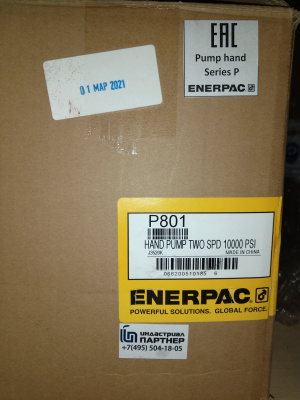 EAC
Pump hand
Series P
ENERPAC
01 МАР 2021
P801
HAND PUMP TWO SPD 10000 PSI
MADE IN CHINA
ENERPAC
POWERFUL SOLUTIONS. GLOBAL FORCE.
индастриал
ПАРТНЕР
+7(495) 504-18-05